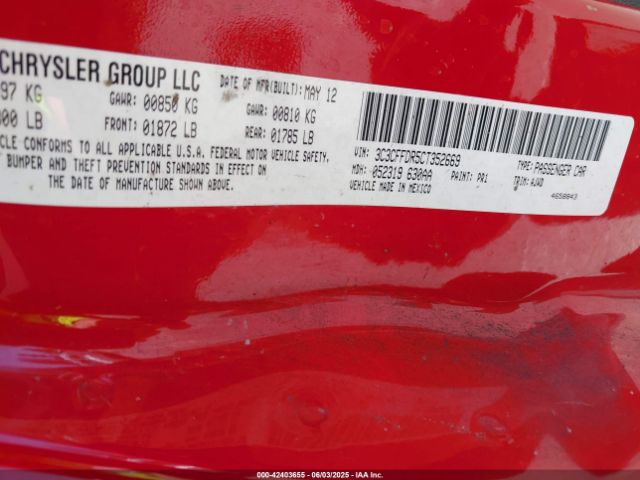 CHRYSLER GROUP LLC
DATE OF MFR(BUILT): MAY 12
97 KG GAWR: 00850 KG GAWR: 00810 KG
00 LB FRONT: 01872 LB REAR: 01785 LB
CONFORMS TO ALL APPLICABLE U.S.A. FEDERAL MOTOR VEHICLE SAFETY,
BUMPER AND THEFT PREVENTION STANDARDS IN EFFECT ON
THE DATE OF MANUFACTURE SHOWN ABOVE.
VIN: 3C3CFFDR5CT352669 TYPE: PASSENGER CAR
MDH: 052319 630AA PAINT: PR1 TRIM: AJAD
VEHICLE MADE IN MEXICO
000-42403655 - 06/03/2025 - IAA Inc.